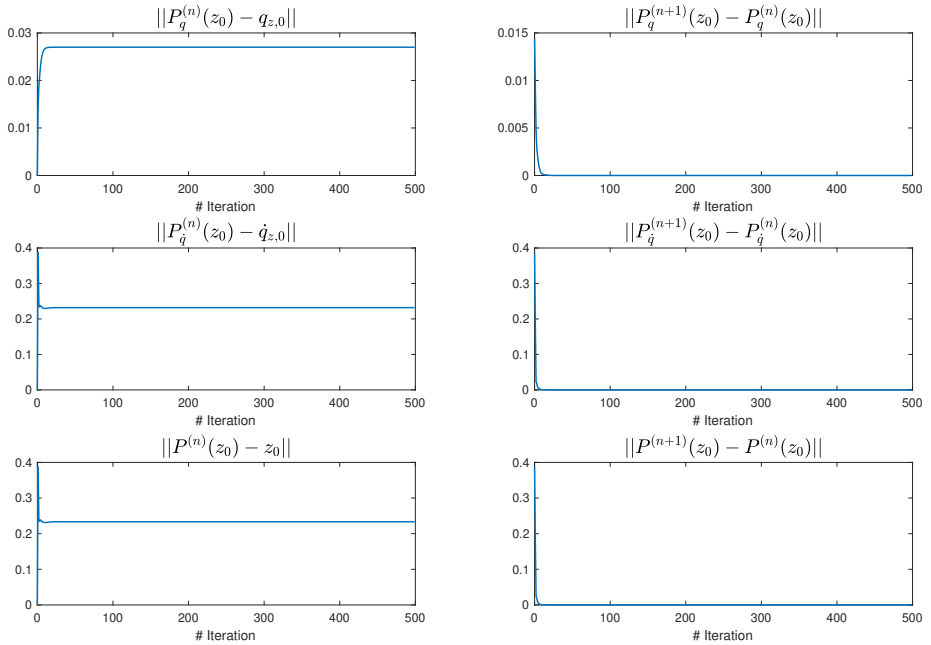 ||P_q^{(n)}(z_0) − q_{z,0}||
0.03
0.02
0.01
0
0 100 200 300 400 500
# Iteration
||P_q^{(n+1)}(z_0) − P_q^{(n)}(z_0)||
0.015
0.01
0.005
0
0 100 200 300 400 500
# Iteration
||P_{q̇}^{(n)}(z_0) − q̇_{z,0}||
0.4
0.3
0.2
0.1
0
0 100 200 300 400 500
# Iteration
||P_{q̇}^{(n+1)}(z_0) − P_{q̇}^{(n)}(z_0)||
0.4
0.3
0.2
0.1
0
0 100 200 300 400 500
# Iteration
||P^{(n)}(z_0) − z_0||
0.4
0.3
0.2
0.1
0
0 100 200 300 400 500
# Iteration
||P^{(n+1)}(z_0) − P^{(n)}(z_0)||
0.4
0.3
0.2
0.1
0
0 100 200 300 400 500
# Iteration